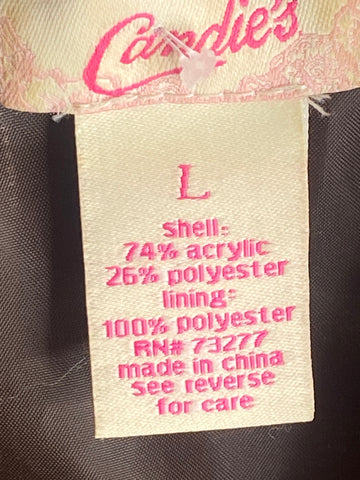 Candie's
L
shell:
74% acrylic
26% polyester
lining:
100% polyester
RN# 73277
made in china
see reverse
for care